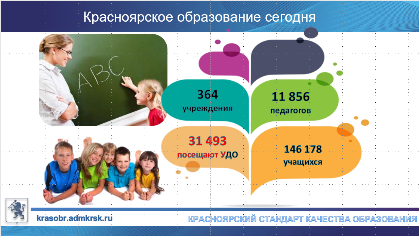 Красноярское образование сегодня
ABC
364
учреждения
11 856
педагогов
31 493
посещают УДО
146 178
учащихся
krasobr.admkrsk.ru
КРАСНОЯРСКИЙ СТАНДАРТ КАЧЕСТВА ОБРАЗОВАНИЯ